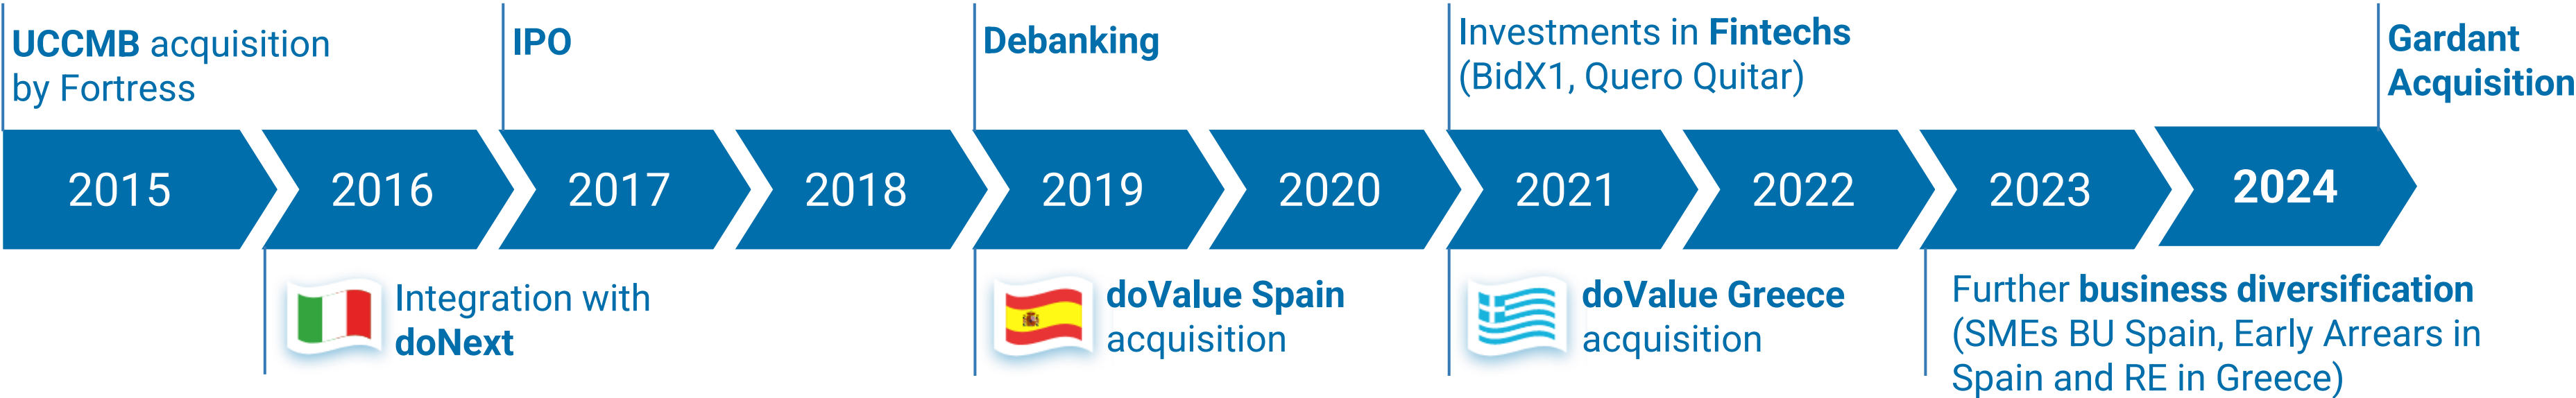 UCCMB acquisition
by Fortress
IPO
Debanking
Investments in Fintechs
(BidX1, Quero Quitar)
Gardant
Acquisition
2015
2016
2017
2018
2019
2020
2021
2022
2023
2024
Integration with
doNext
doValue Spain
acquisition
doValue Greece
acquisition
Further business diversification
(SMEs BU Spain, Early Arrears in
Spain and RE in Greece)